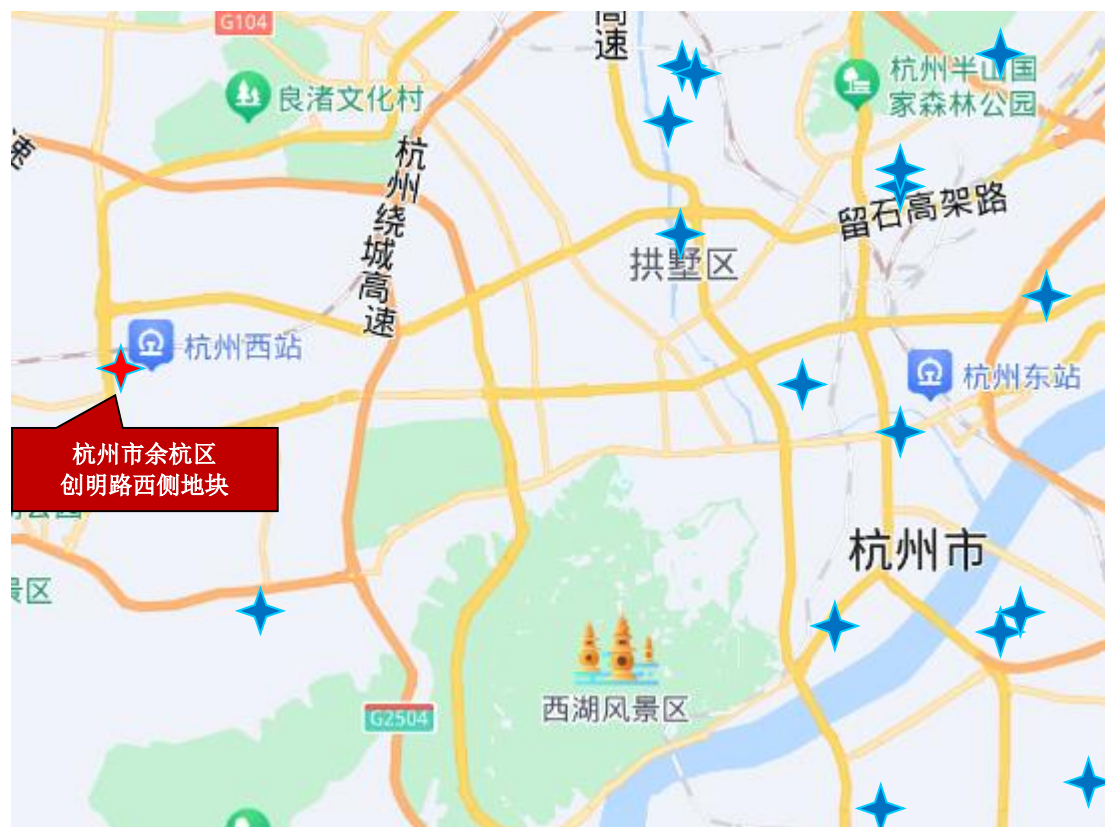 G104
高
速
杭州半山国
家森林公园
良渚文化村
速
杭
州
绕
城
高
速
留石高架路
拱墅区
杭州西站
杭州东站
杭州市余杭区
创明路西侧地块
景区
杭州市
西湖风景区
G2504